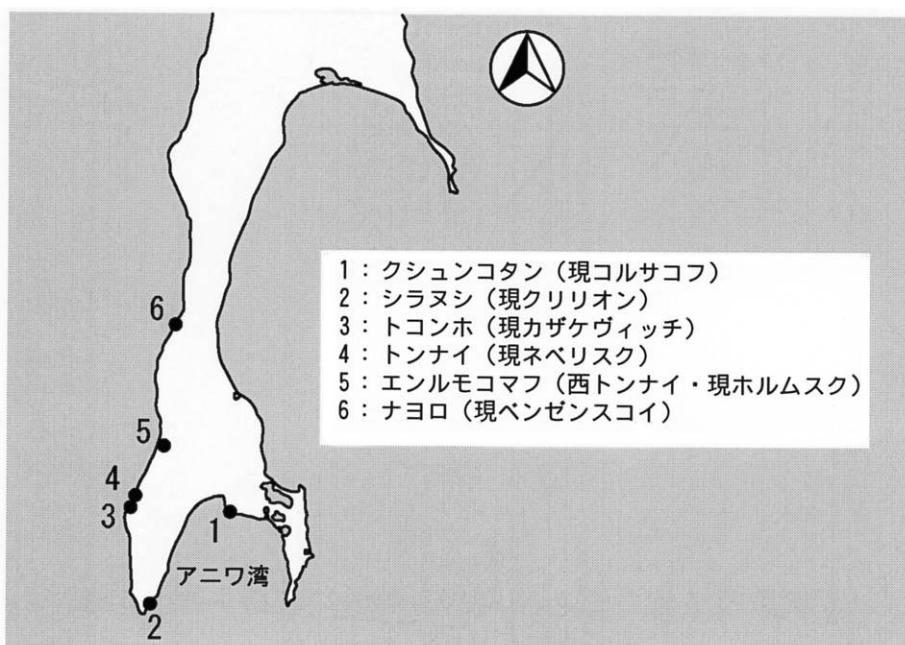 1：クシュンコタン（現コルサコフ）
2：シラヌシ（現クリリオン）
3：トコンホ（現カザケヴィッチ）
4：トンナイ（現ネベリスク）
5：エンルモコマフ（西トンナイ・現ホルムスク）
6：ナヨロ（現ペンゼンスコイ）
6
5
4
3
1
アニワ湾
2